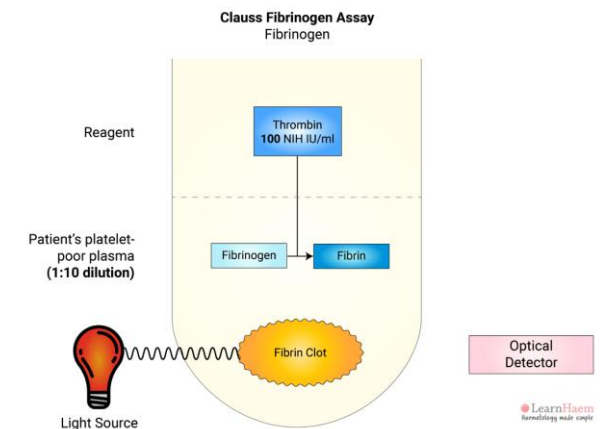 Clauss Fibrinogen Assay
Fibrinogen
Reagent
Thrombin
100 NIH IU/ml
Patient's platelet-
poor plasma
(1:10 dilution)
Fibrinogen
Fibrin
Fibrin Clot
Optical
Detector
Light Source
LearnHaem
Haematology made simple